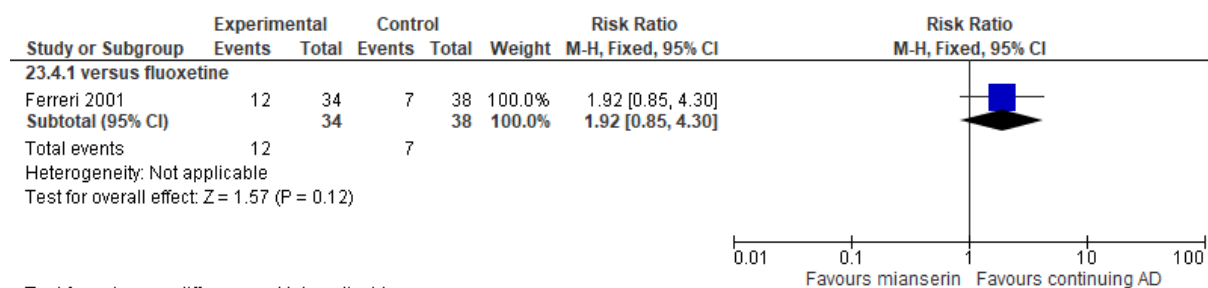 Experimental Control Risk Ratio Risk Ratio
Study or Subgroup Events Total Events Total Weight M-H, Fixed, 95% CI M-H, Fixed, 95% CI
23.4.1 versus fluoxetine
Ferreri 2001 12 34 7 38 100.0% 1.92 [0.85, 4.30]
Subtotal (95% CI) 34 38 100.0% 1.92 [0.85, 4.30]
Total events 12 7
Heterogeneity: Not applicable
Test for overall effect: Z = 1.57 (P = 0.12)
0.01 0.1 1 10 100
Favours mianserin Favours continuing AD